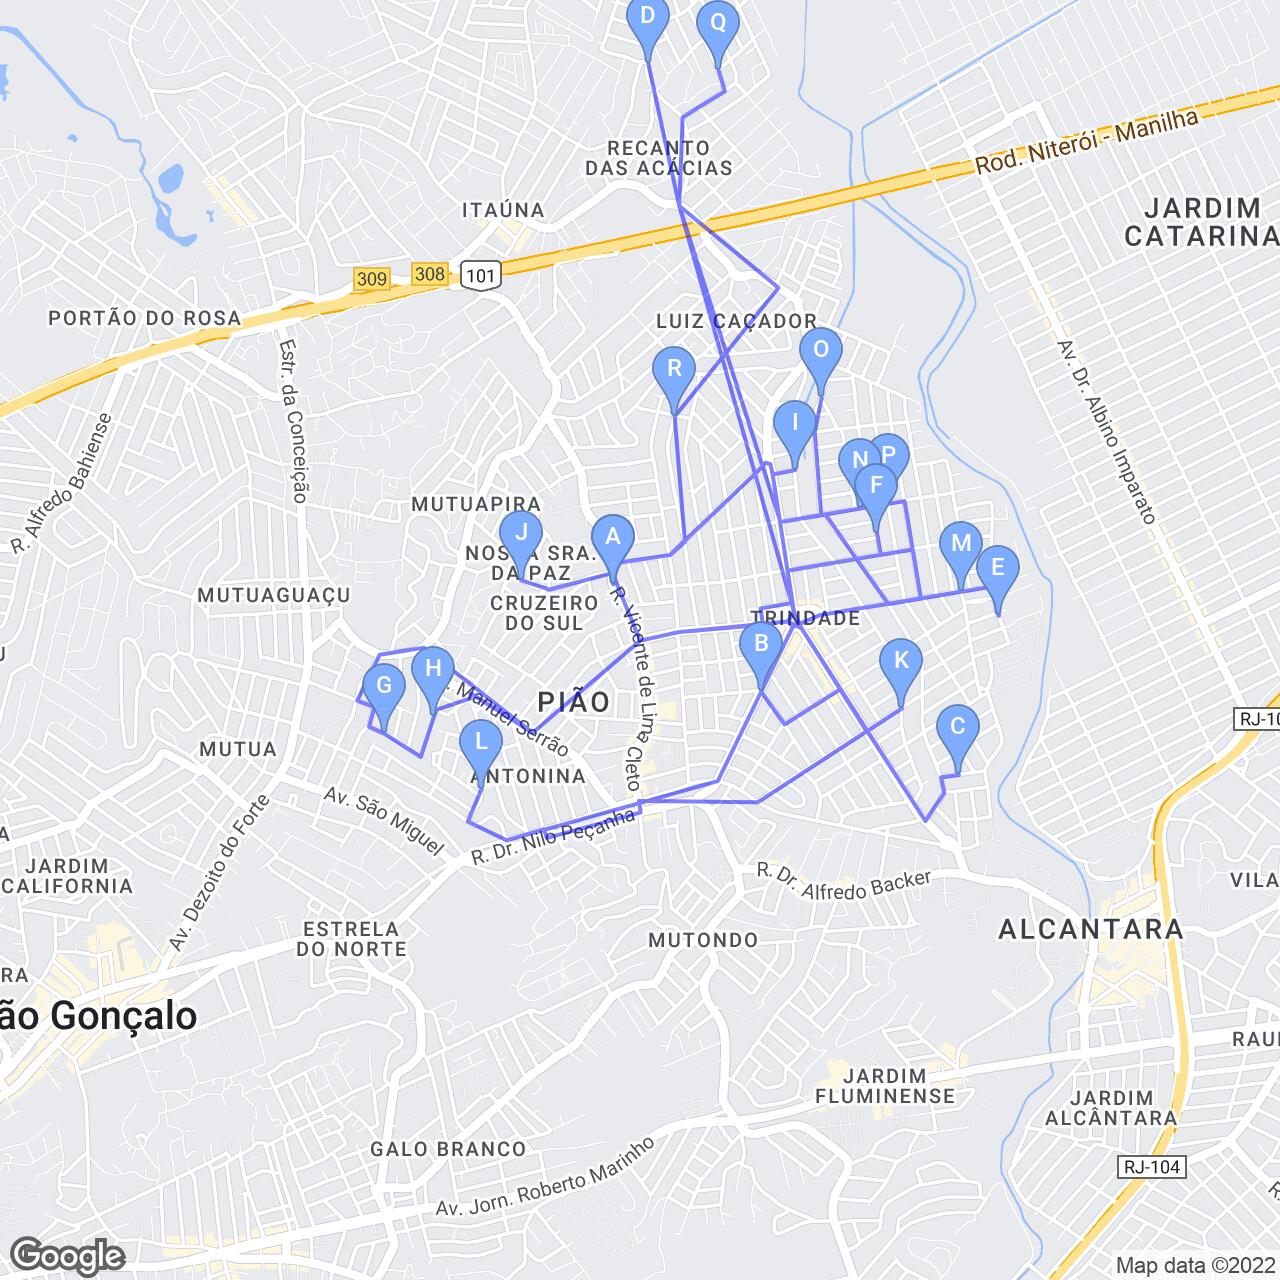 D
Q
Rod. Niterói - Manilha
RECANTO
DAS ACÁCIAS
ITAÚNA
JARDIM
CATARINA
309
308
101
PORTÃO DO ROSA
LUIZ CAÇADOR
O
R
Estr. da Conceição
Av. Dr. Albino Imparato
I
R. Alfredo Bahiense
N
P
F
MUTUAPIRA
J
A
NOSSA SRA.
DA PAZ
M
E
MUTUAGUAÇU
CRUZEIRO
DO SUL
R. Vicente de Lima Cleto
TRINDADE
B
K
H
G
Manuel Serrão
PIÃO
RJ-10
C
MUTUA
L
ANTONINA
Av. São Miguel
R. Dr. Nilo Peçanha
Av. Dezoito do Forte
JARDIM
CALIFORNIA
R. Dr. Alfredo Backer
VILA
ESTRELA
DO NORTE
MUTONDO
ALCANTARA
RA
ão Gonçalo
RAUL
JARDIM
FLUMINENSE
JARDIM
ALCÂNTARA
GALO BRANCO
Av. Jorn. Roberto Marinho
RJ-104
Google
Map data ©2022